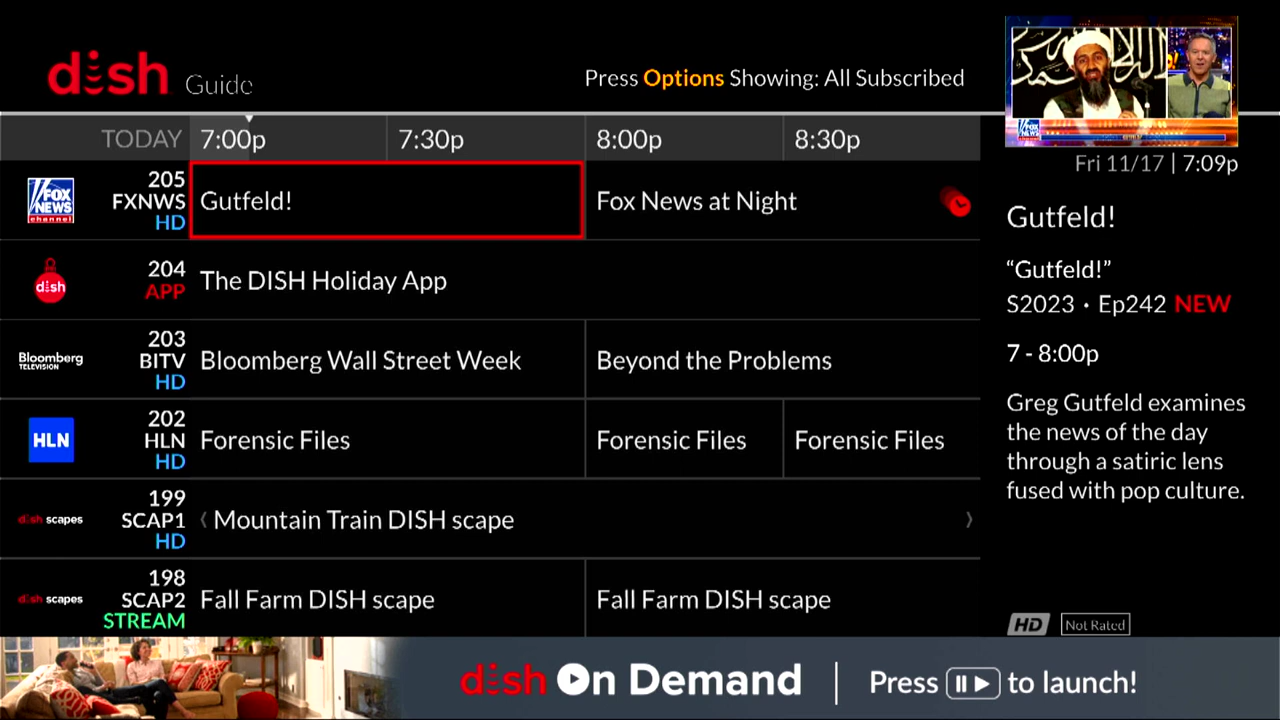 dish Guide
Press Options Showing: All Subscribed
TODAY 7:00p 7:30p 8:00p 8:30p
FOX NEWS channel
205
FXNWS
HD
Gutfeld!
Fox News at Night
dish
204
APP
The DISH Holiday App
Bloomberg
TELEVISION
203
BITV
HD
Bloomberg Wall Street Week
Beyond the Problems
HLN
202
HLN
HD
Forensic Files
Forensic Files
Forensic Files
dish scapes
199
SCAP1
HD
Mountain Train DISH scape
dish scapes
198
SCAP2
STREAM
Fall Farm DISH scape
Fall Farm DISH scape
FOX
NEWS
Fri 11/17 | 7:09p
Gutfeld!
“Gutfeld!”
S2023 • Ep242 NEW
7 - 8:00p
Greg Gutfeld examines
the news of the day
through a satiric lens
fused with pop culture.
HD Not Rated
dish On Demand | Press to launch!